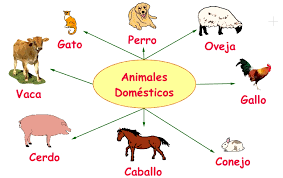 Gato
Perro
Oveja
Vaca
Animales
Domésticos
Gallo
Cerdo
Caballo
Conejo